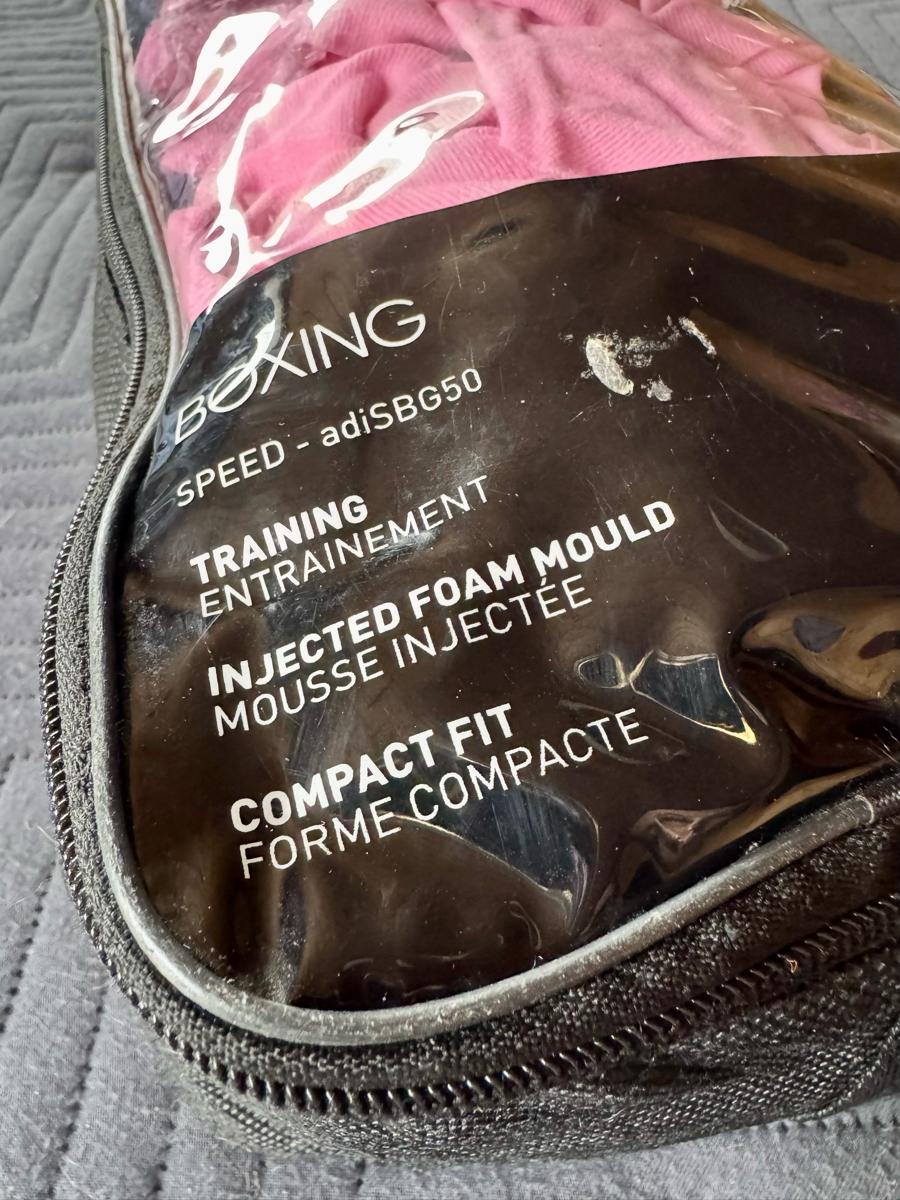 BOXING
SPEED - adiSBG50
TRAINING
ENTRAINEMENT
INJECTED FOAM MOULD
MOUSSE INJECTÉE
COMPACT FIT
FORME COMPACTE